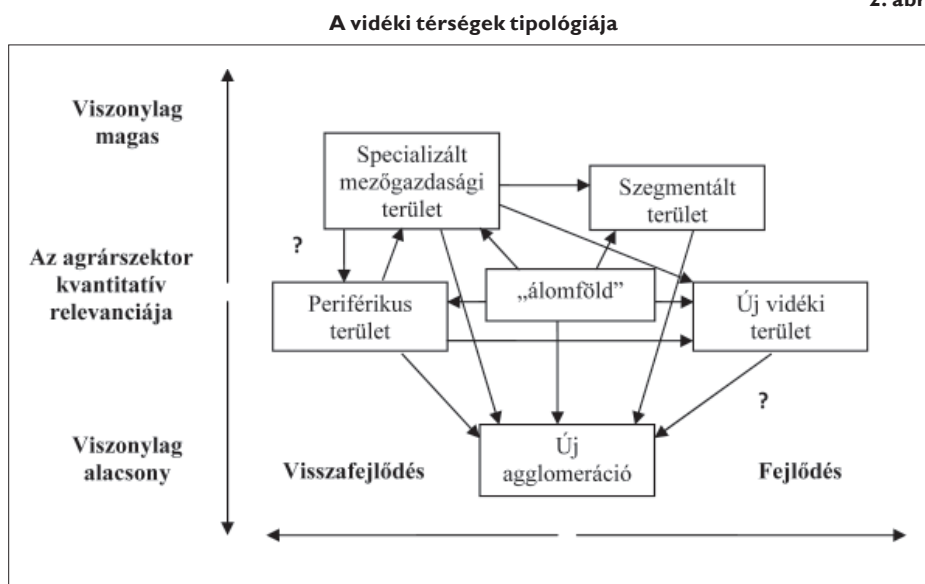 2. ábr
A vidéki térségek tipológiája
Viszonylag
magas
Specializált
mezőgazdasági
terület
Szegmentált
terület
?
Az agrárszektor
kvantitatív
relevanciája
Periférikus
terület
„álomföld”
Új vidéki
terület
?
Viszonylag
alacsony
Visszafejlődés
Új
agglomeráció
Fejlődés